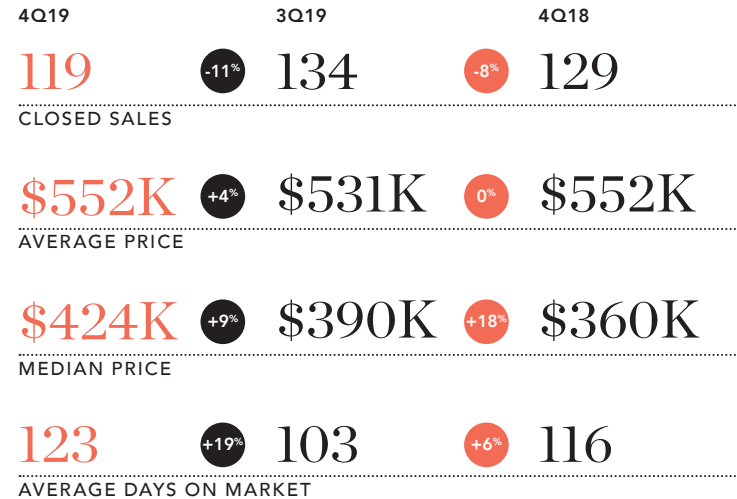 4Q19 3Q19 4Q18
119 -11% 134 -8% 129
CLOSED SALES
$552K +4% $531K 0% $552K
AVERAGE PRICE
$424K +9% $390K +18% $360K
MEDIAN PRICE
123 +19% 103 +6% 116
AVERAGE DAYS ON MARKET